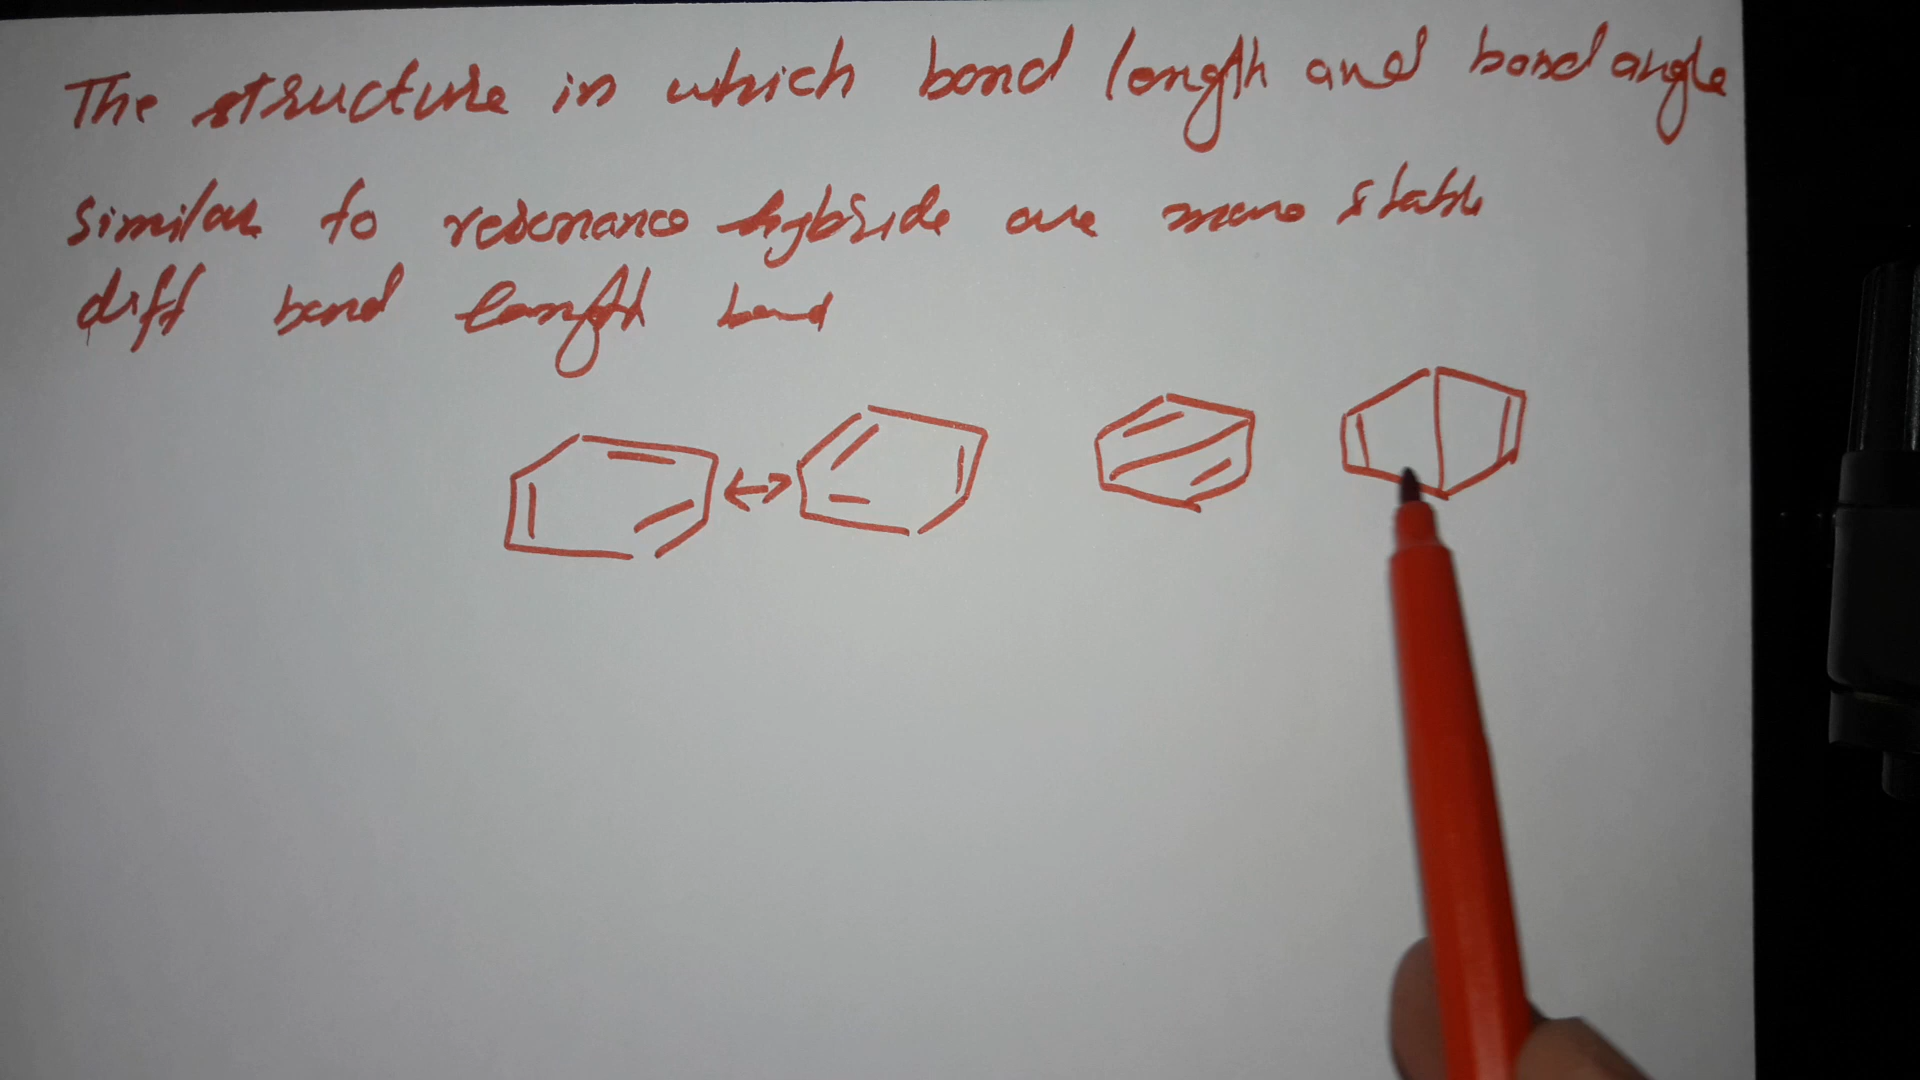 The structure in which bond length and bond angle
similar to resonance hybride are more stable
diff bond length bond